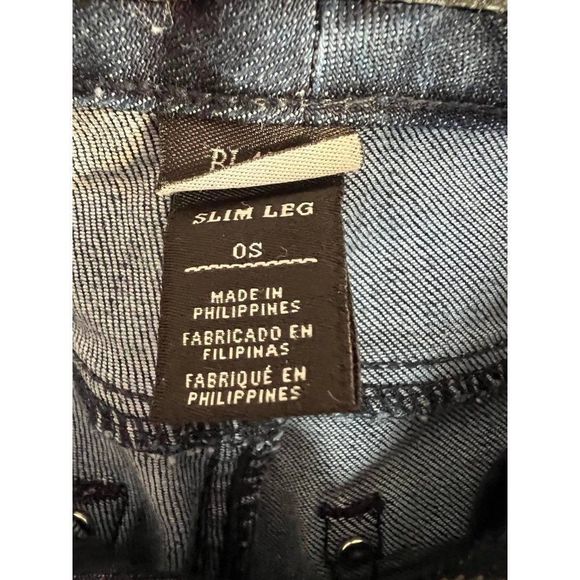 SLIM LEG
0S
MADE IN
PHILIPPINES
FABRICADO EN
FILIPINAS
FABRIQUÉ EN
PHILIPPINES